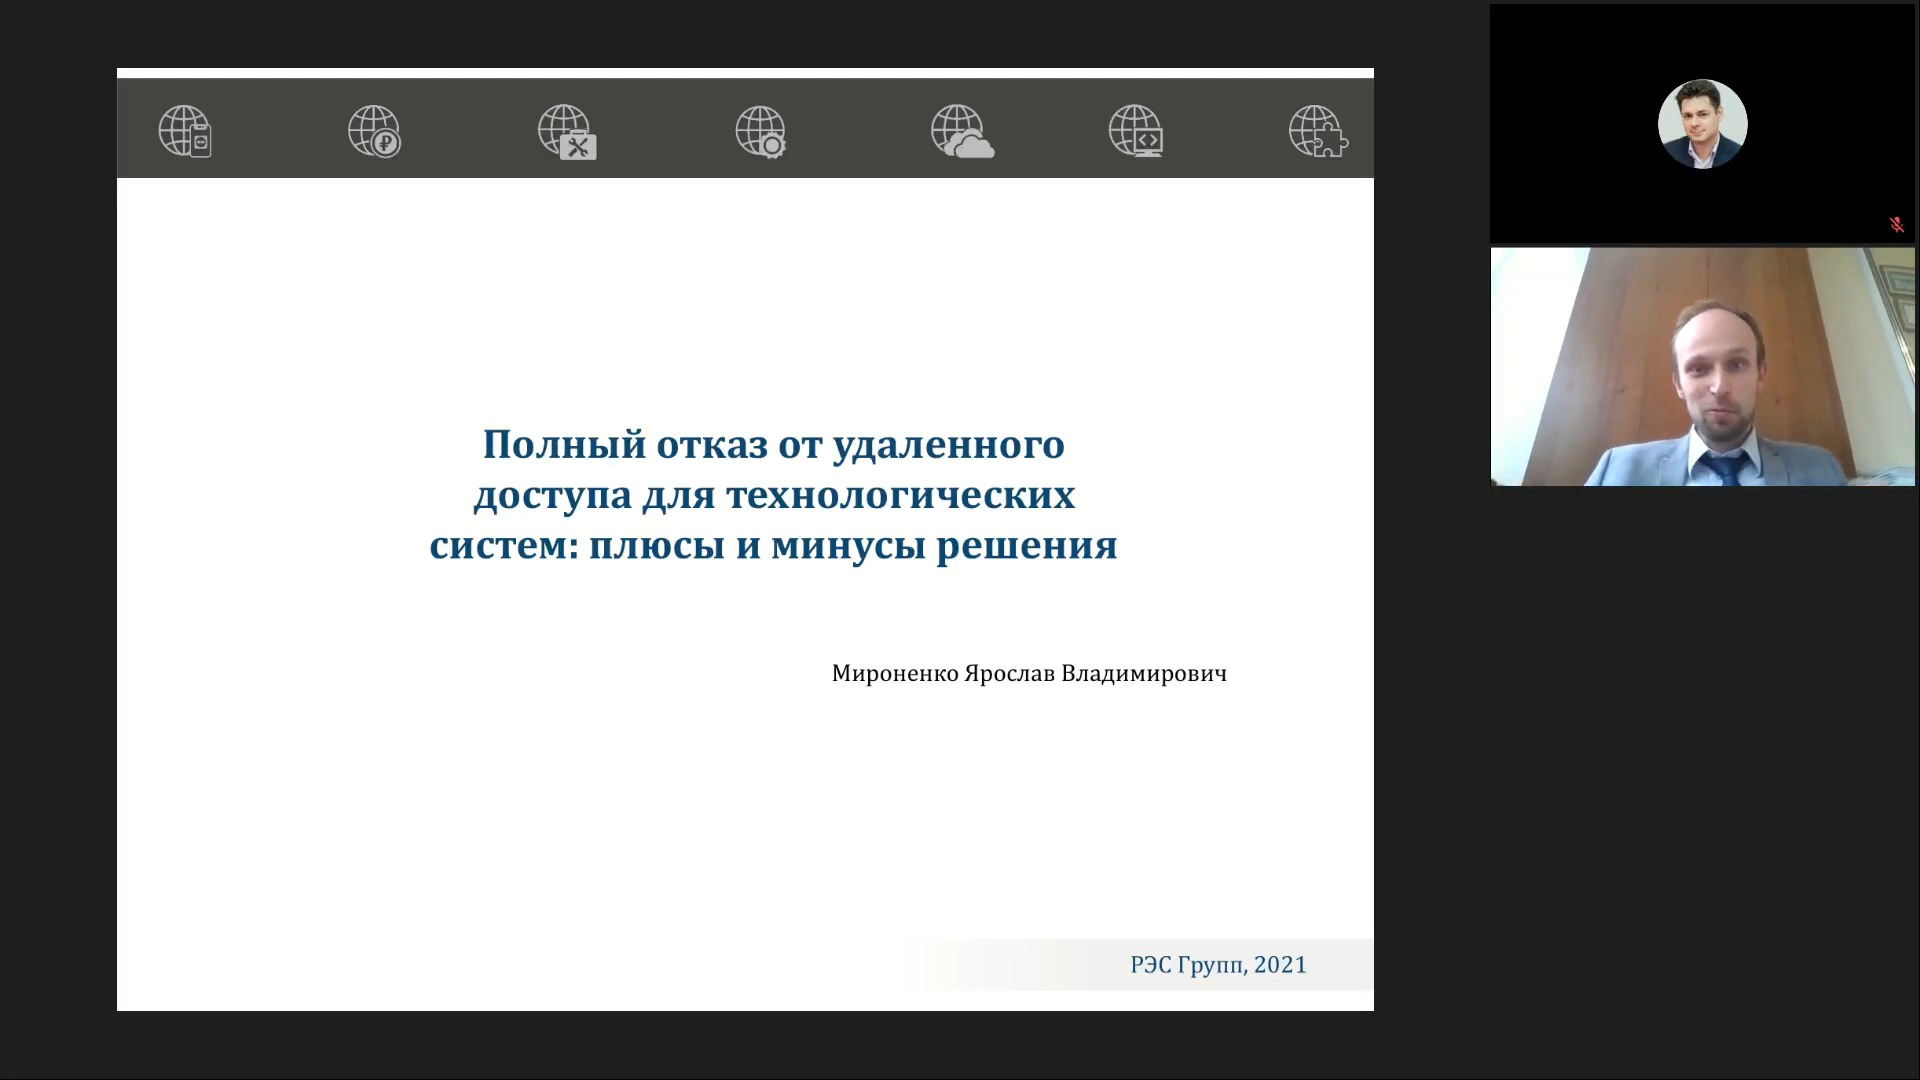 Полный отказ от удаленного
доступа для технологических
систем: плюсы и минусы решения
Мироненко Ярослав Владимирович
РЭС Групп, 2021